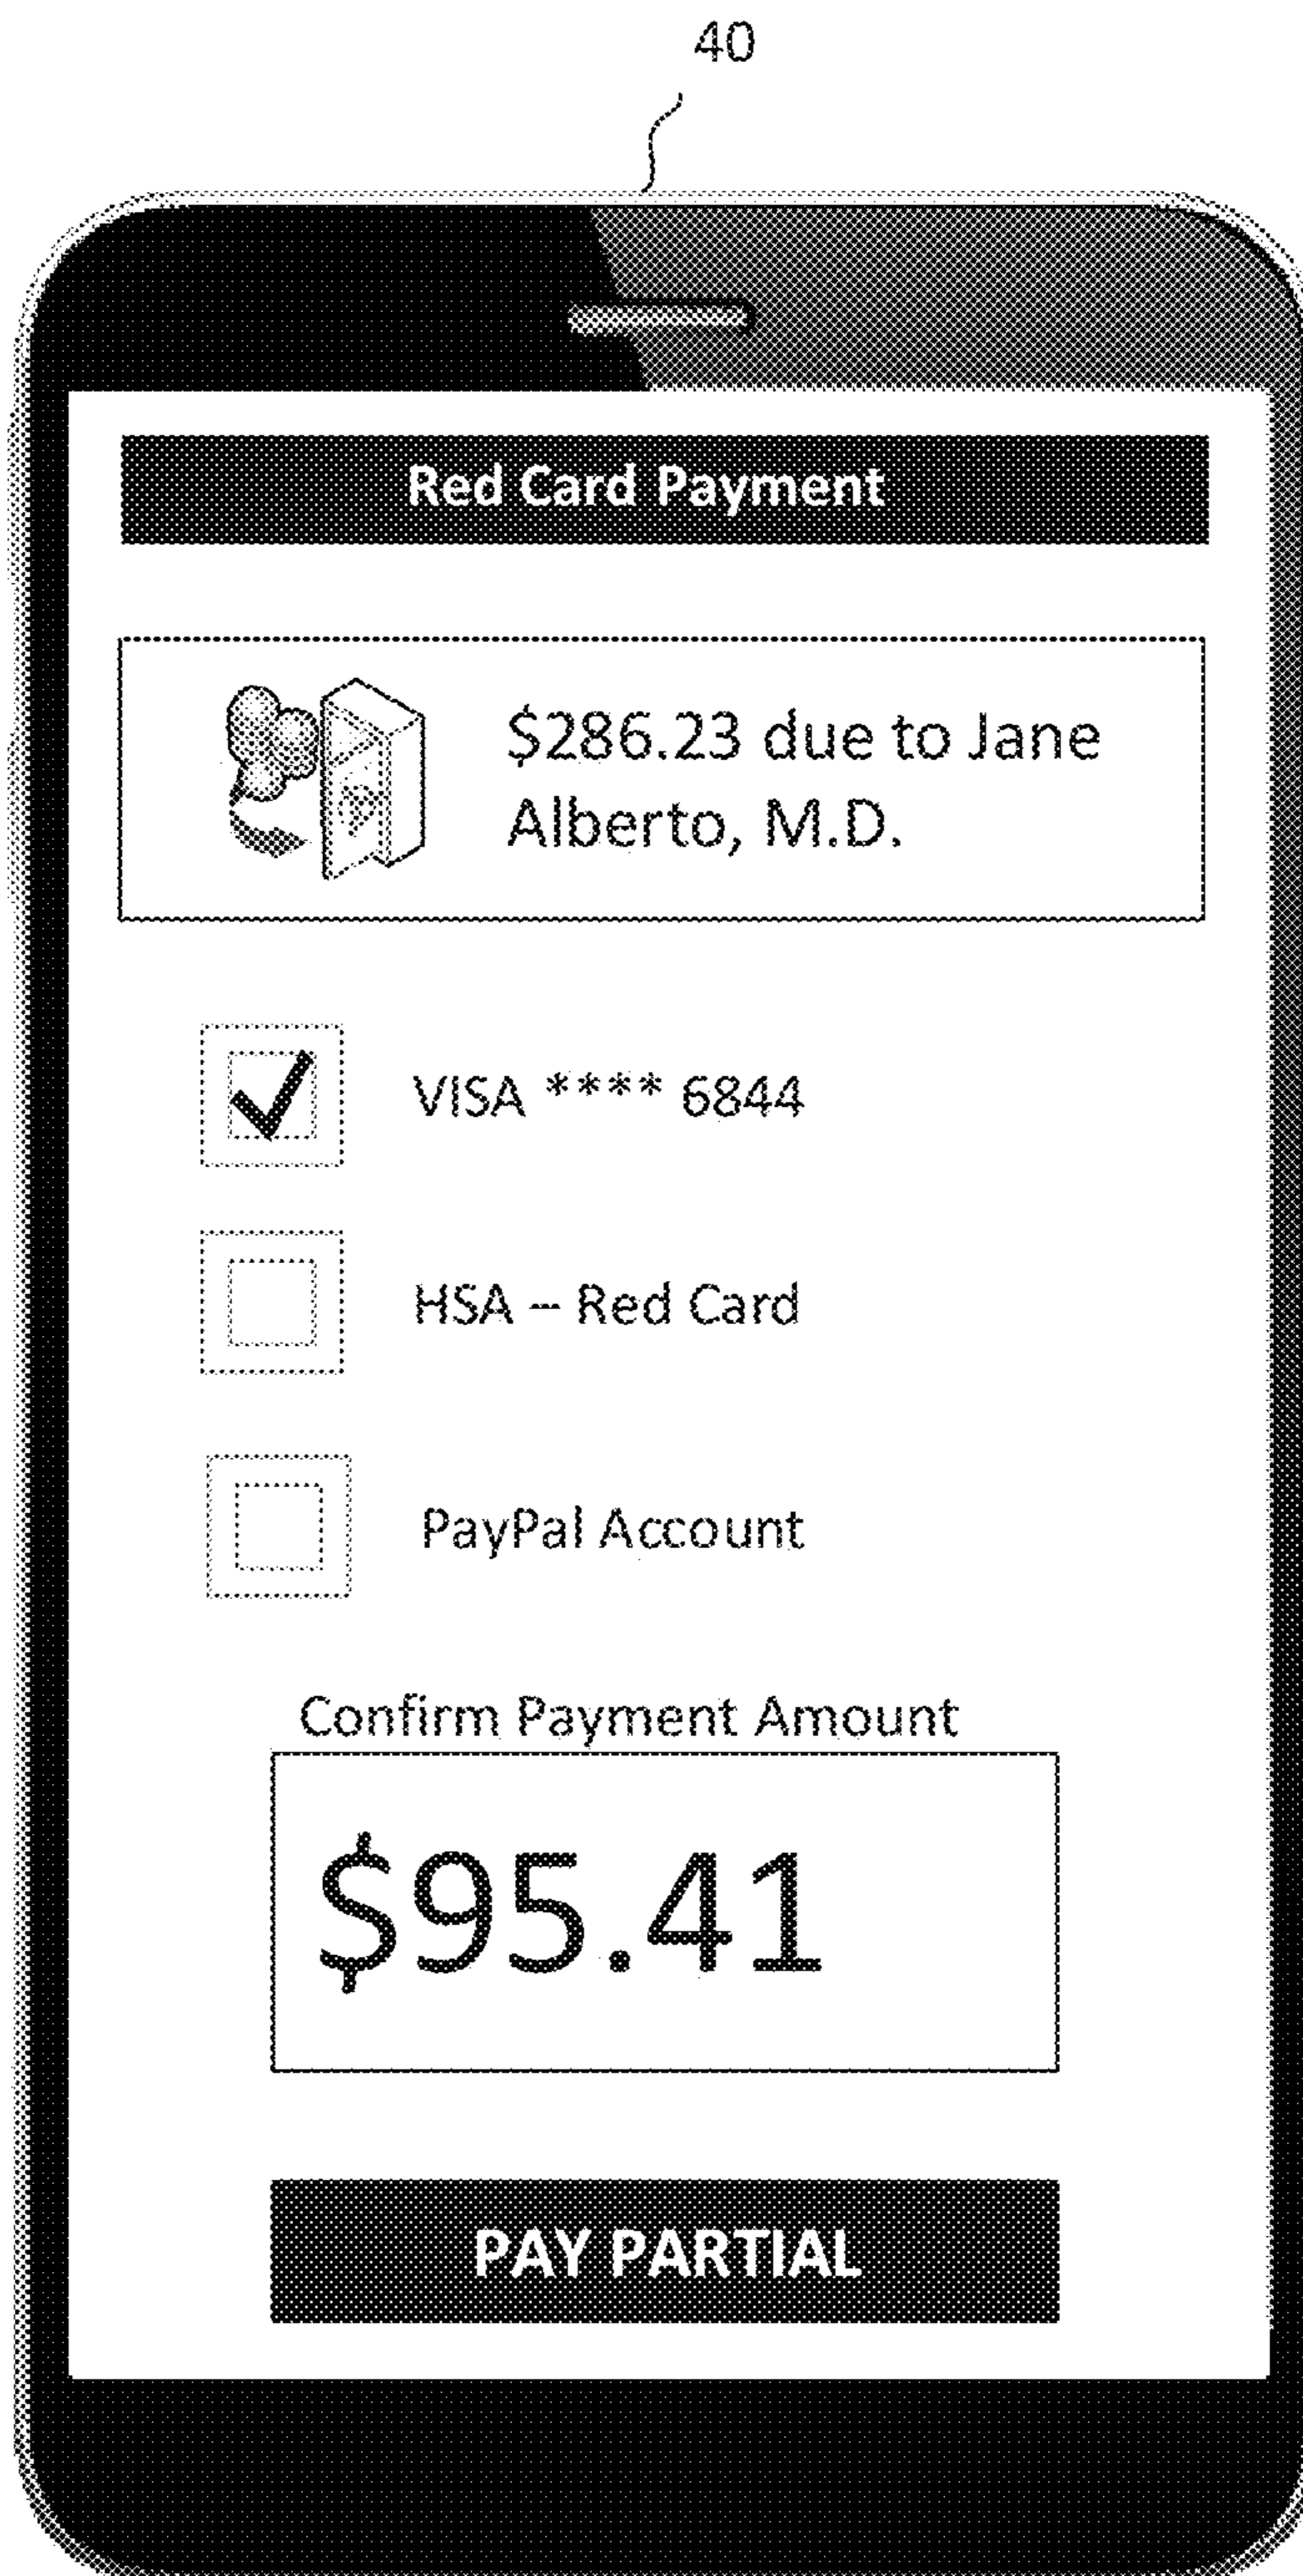 40
Red Card Payment
$286.23 due to Jane
Alberto, M.D.
VISA **** 6844
HSA – Red Card
PayPal Account
Confirm Payment Amount
$95.41
PAY PARTIAL